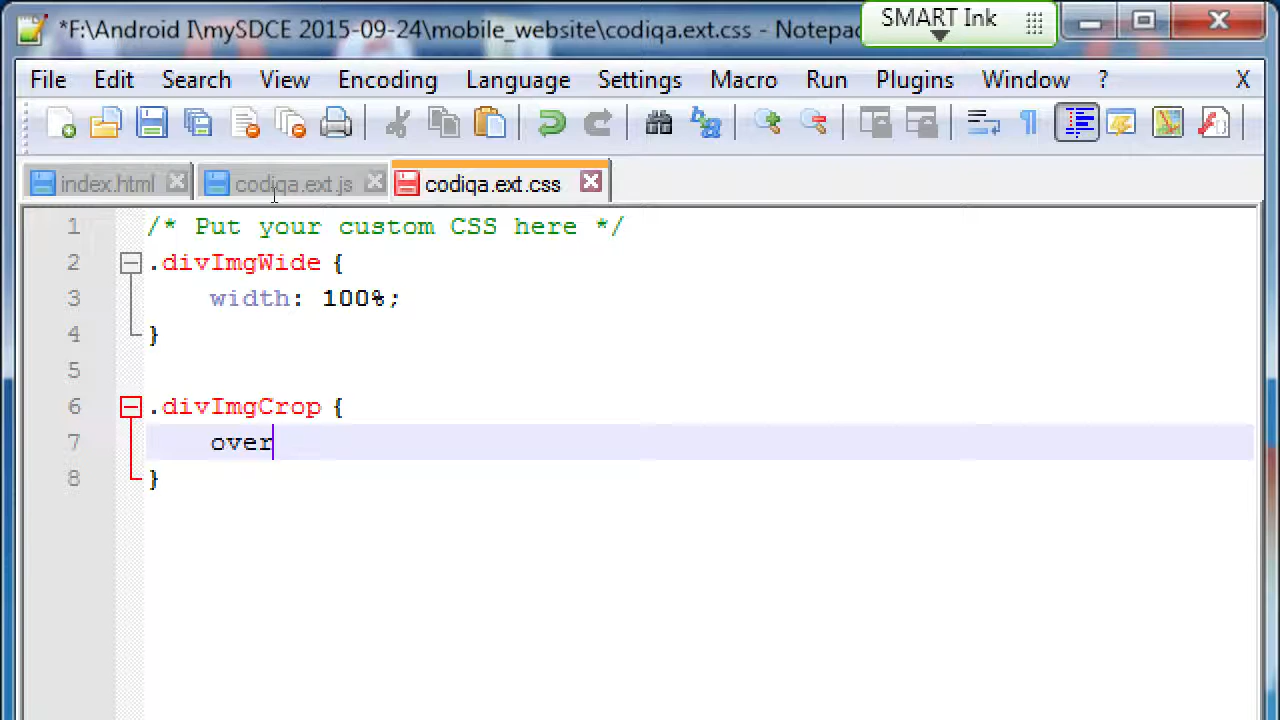 *F:\Android I\mySDCE 2015-09-24\mobile_website\codiqa.ext.css - Notepad
SMART Ink
File Edit Search View Encoding Language Settings Macro Run Plugins Window ? X
index.html codiqa.ext.js codiqa.ext.css
1 /* Put your custom CSS here */
2 .divImgWide {
3 width: 100%;
4 }
5
6 .divImgCrop {
7 over
8 }